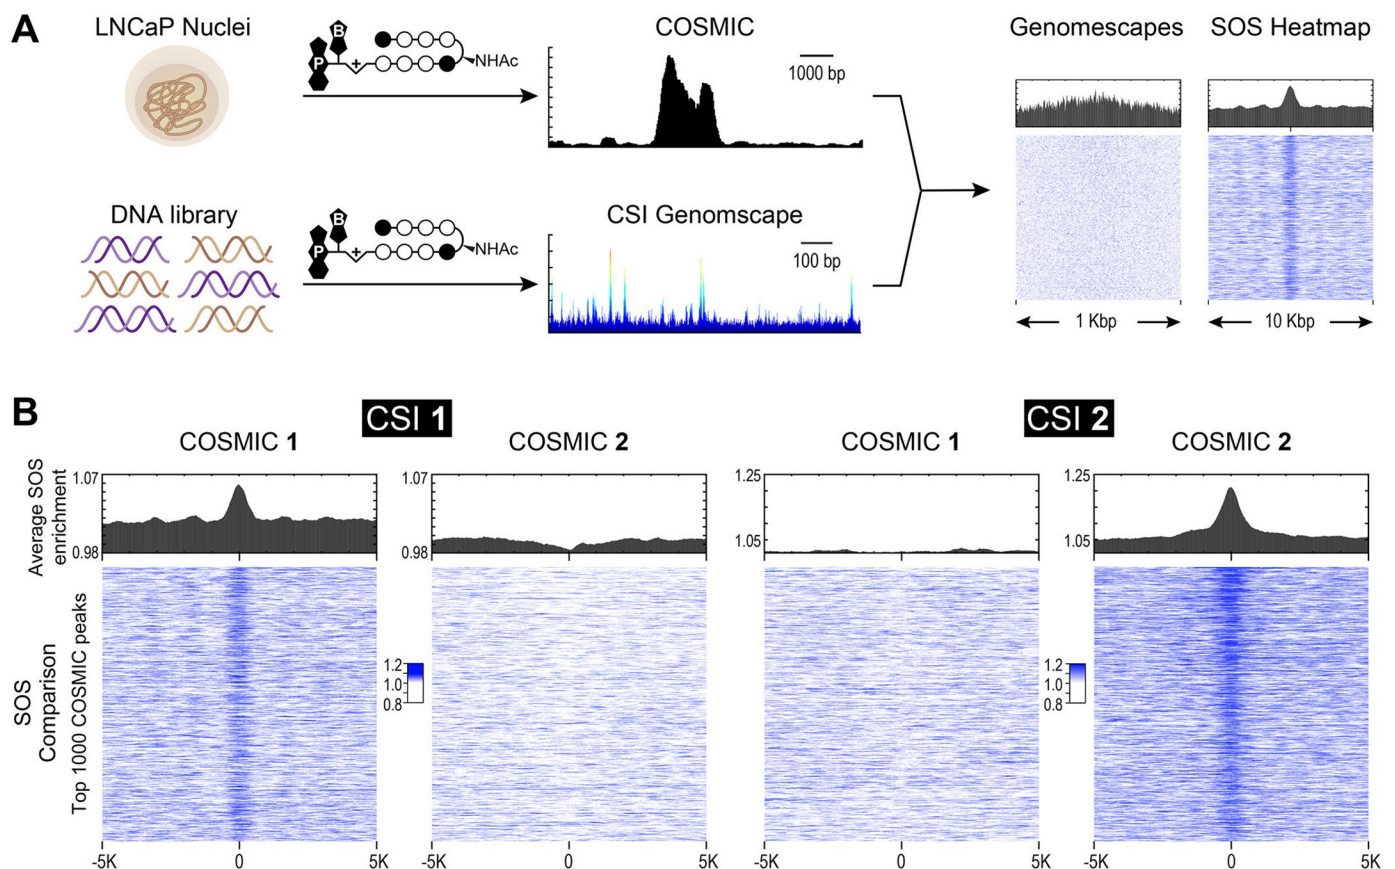 A
LNCaP Nuclei
B
P
+
NHAc
COSMIC
1000 bp
Genomescapes
SOS Heatmap
DNA library
B
P
+
NHAc
CSI Genomscape
100 bp
1 Kbp
10 Kbp
B
CSI 1
CSI 2
COSMIC 1
COSMIC 2
COSMIC 1
COSMIC 2
Average SOS
enrichment
1.07
0.98
1.07
0.98
1.25
1.05
1.25
1.05
SOS
Comparison
Top 1000 COSMIC peaks
1.2
1.0
0.8
1.2
1.0
0.8
-5K 0 5K
-5K 0 5K
-5K 0 5K
-5K 0 5K